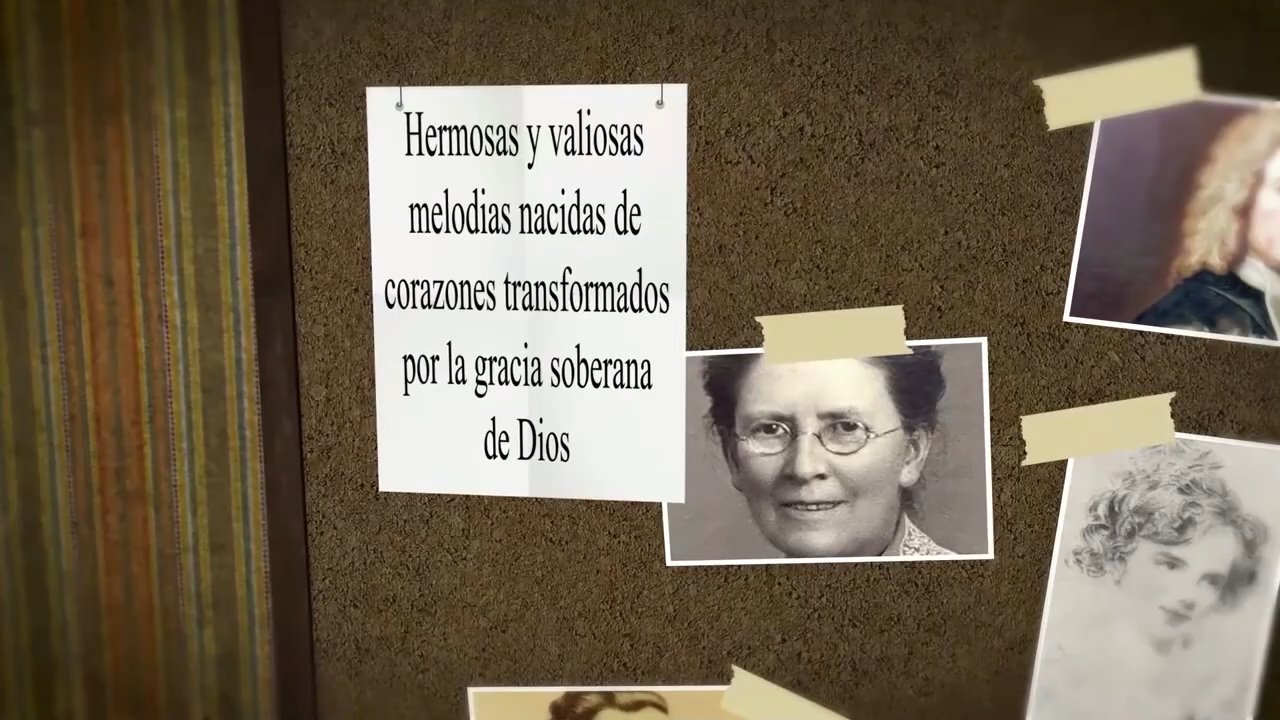 Hermosas y valiosas
melodias nacidas de
corazones transformados
por la gracia soberana
de Dios